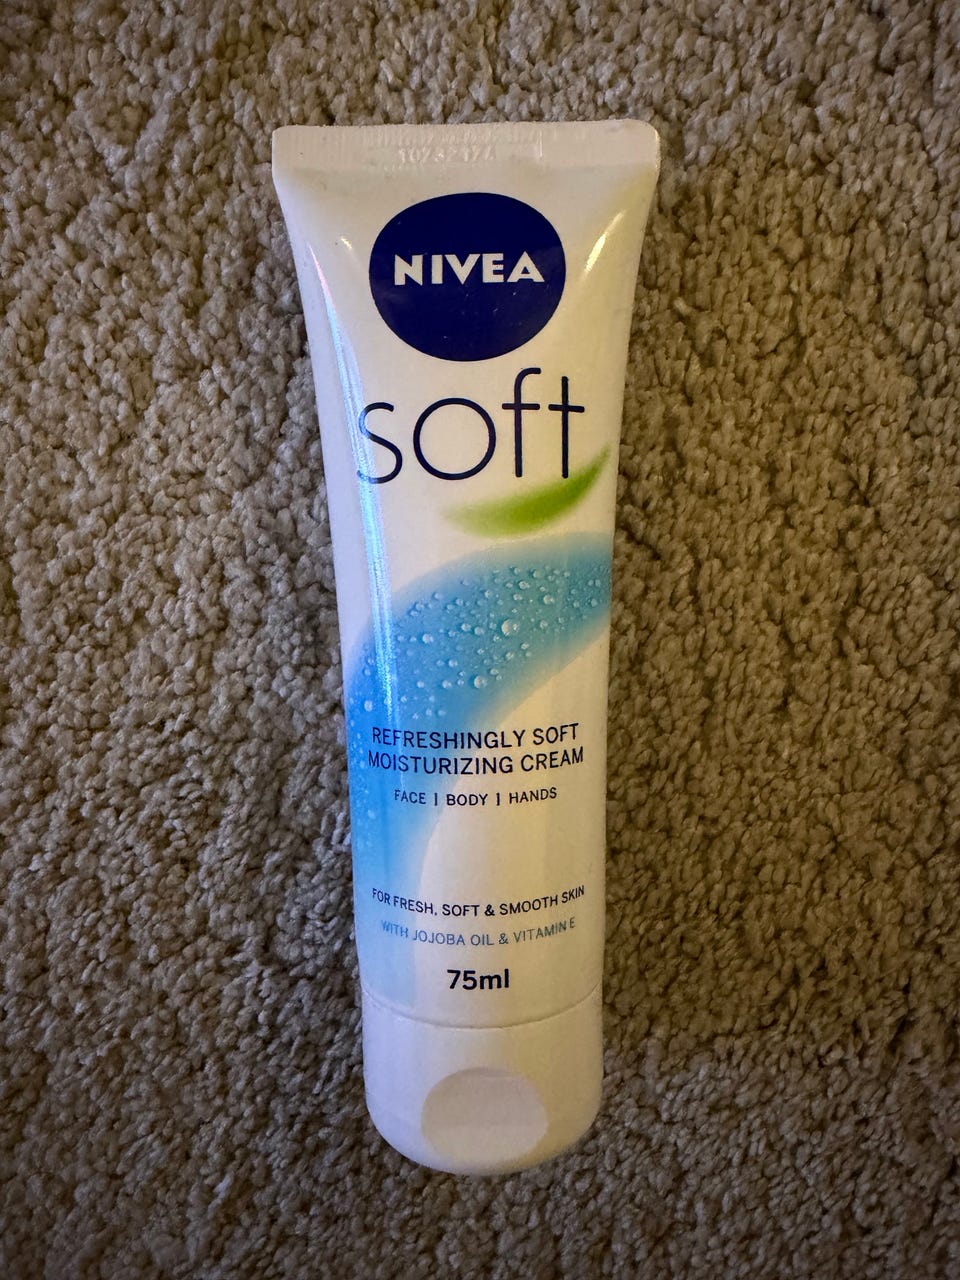 NIVEA
soft
REFRESHINGLY SOFT
MOISTURIZING CREAM
FACE | BODY | HANDS
FOR FRESH, SOFT & SMOOTH SKIN
WITH JOJOBA OIL & VITAMIN E
75ml